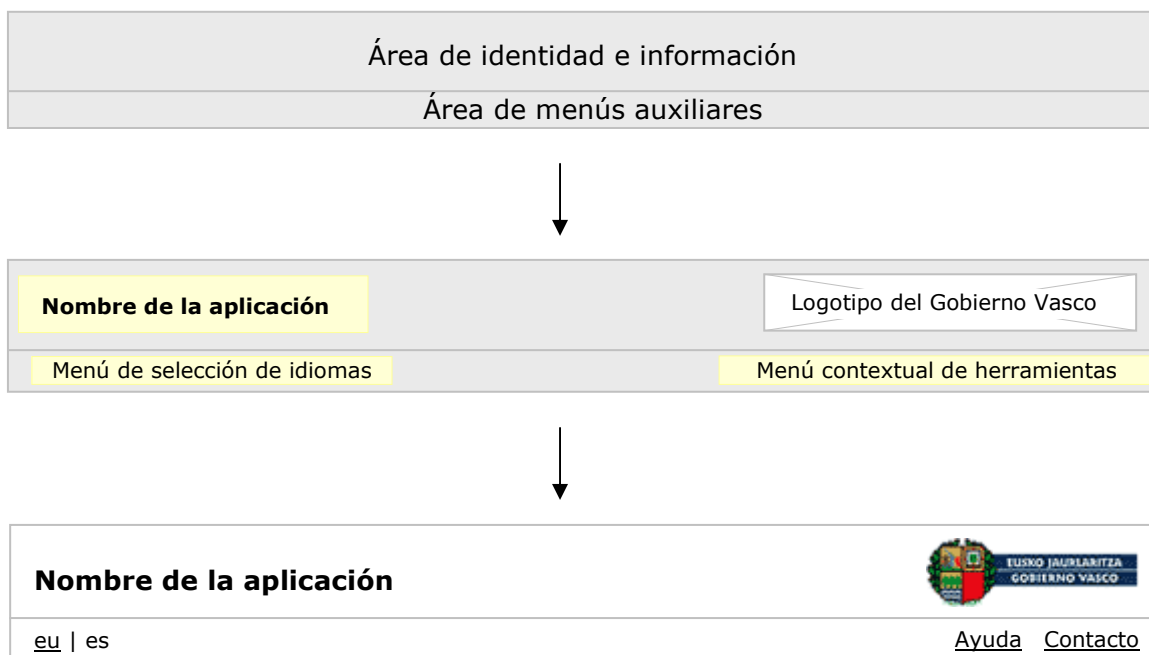 Área de identidad e información
Área de menús auxiliares
Nombre de la aplicación
Logotipo del Gobierno Vasco
Menú de selección de idiomas
Menú contextual de herramientas
Nombre de la aplicación
EUSKO JAURLARITZA
GOBIERNO VASCO
eu | es
Ayuda Contacto